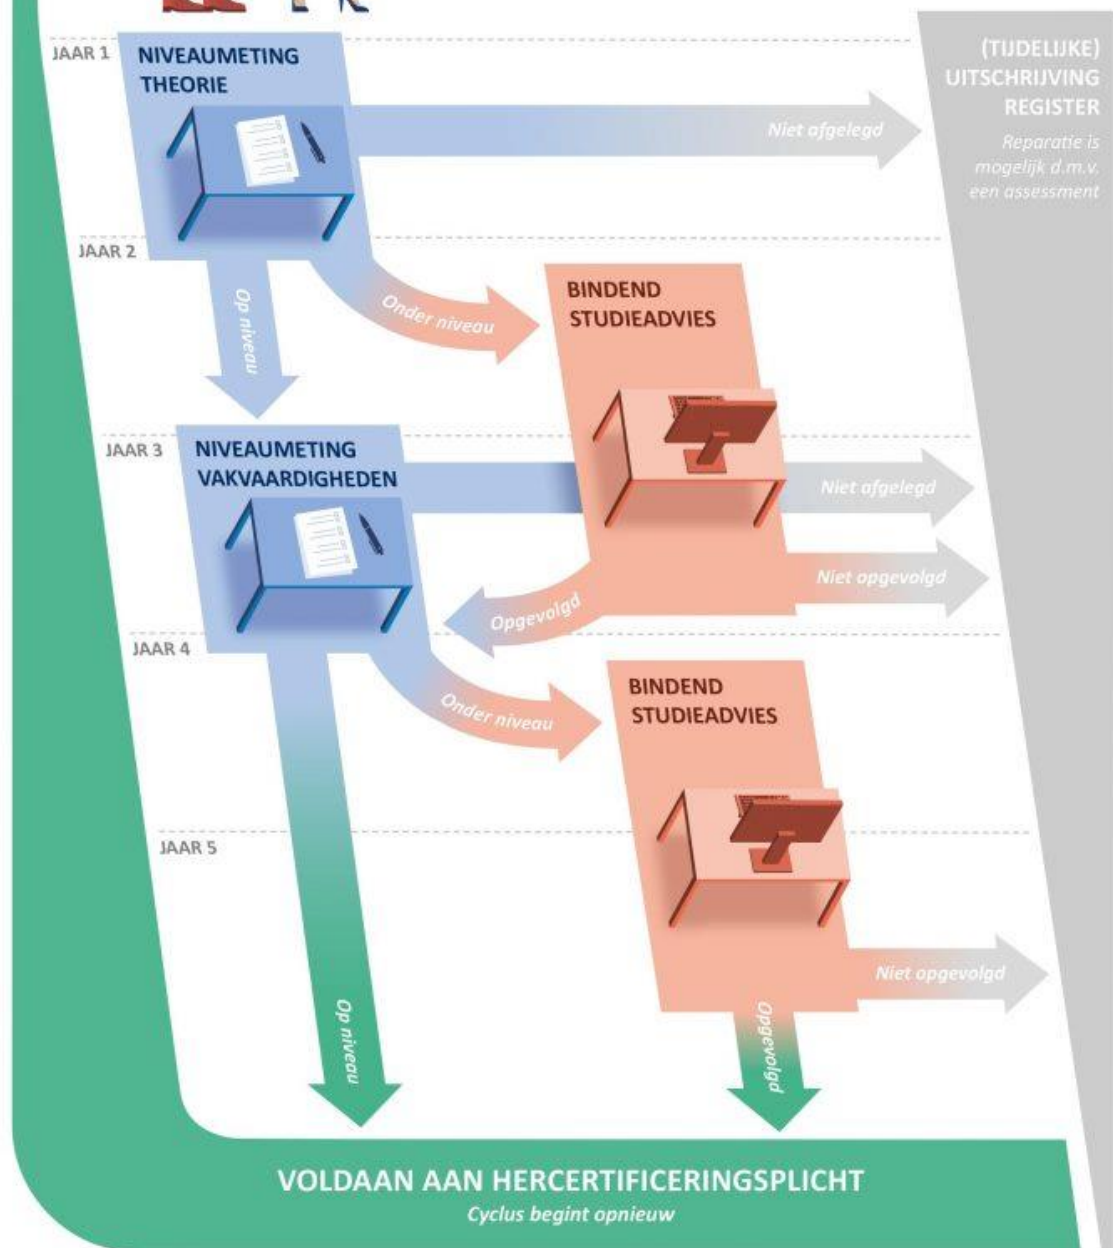 JAAR 1
NIVEAUMETING
THEORIE
(TIJDELIJKE)
UITSCHRIJVING
REGISTER
Reparatie is
mogelijk d.m.v.
een assessment
Niet afgelegd
JAAR 2
Op niveau
Onder niveau
BINDEND
STUDIEADVIES
JAAR 3
NIVEAUMETING
VAKVAARDIGHEDEN
Niet afgelegd
Niet opgevolgd
Opgevolgd
JAAR 4
Onder niveau
BINDEND
STUDIEADVIES
JAAR 5
Niet opgevolgd
Op niveau
Opgevolgd
VOLDAAN AAN HERCERTIFICERINGSPLICHT
Cyclus begint opnieuw